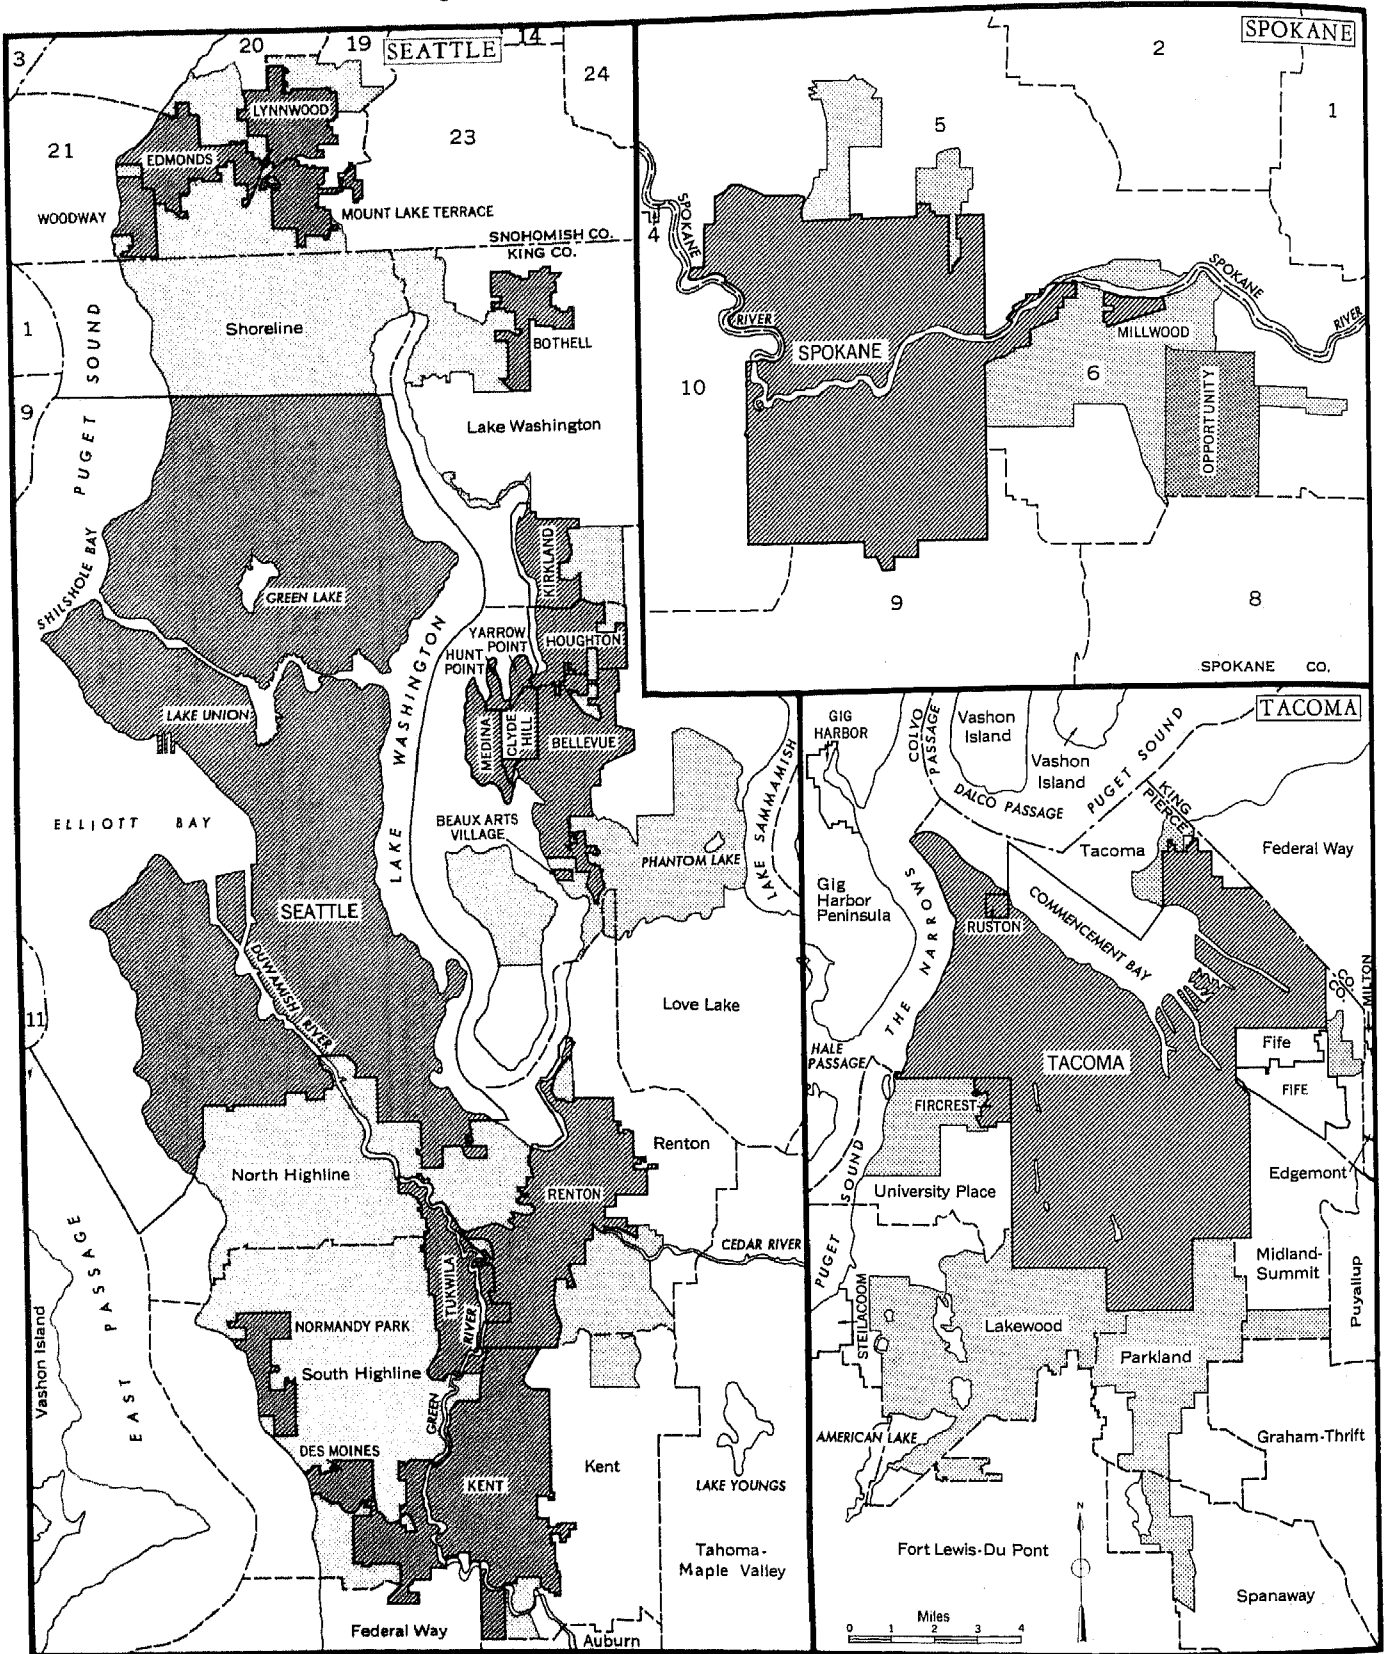 SEATTLE
3
20
19
14
24
LYNNWOOD
21
EDMONDS
23
WOODWAY
MOUNT LAKE TERRACE
SNOHOMISH CO.
KING CO.
1
PUGET SOUND
Shoreline
BOTHELL
9
Lake Washington
PUGET SOUND
SHILSHOLE BAY
KIRKLAND
GREEN LAKE
YARROW
POINT
HUNT
POINT
HOUGHTON
LAKE UNION
LAKE WASHINGTON
MEDINA
CLYDE
HILL
BELLEVUE
ELLIOTT BAY
BEAUX ARTS
VILLAGE
PHANTOM LAKE
LAKE SAMMAMISH
SEATTLE
DUWAMISH RIVER
11
Love Lake
North Highline
Renton
RENTON
CEDAR RIVER
EAST PASSAGE
TUKWILA
RIVER
GREEN
Vashon Island
NORMANDY PARK
South Highline
DES MOINES
KENT
Kent
LAKE YOUNGS
Tahoma-
Maple Valley
Federal Way
Auburn
SPOKANE
2
1
5
4
SPOKANE
RIVER
SPOKANE
RIVER
SPOKANE
MILLWOOD
10
6
OPPORTUNITY
9
8
SPOKANE CO.
TACOMA
GIG
HARBOR
COLVO
PASSAGE
Vashon
Island
Vashon
Island
PUGET SOUND
DALCO PASSAGE
KING
PIERCE
Tacoma
Federal Way
Gig
Harbor
Peninsula
THE NARROWS
RUSTON
COMMENCEMENT BAY
MILTON
HALE
PASSAGE
TACOMA
Fife
FIFE
FIRCREST
PUGET SOUND
University Place
Edgemont
Midland-
Summit
Puyallup
STEILACOOM
Lakewood
Parkland
AMERICAN LAKE
Graham-Thrift
N
Fort Lewis-Du Pont
Spanaway
Miles
0 1 2 3 4